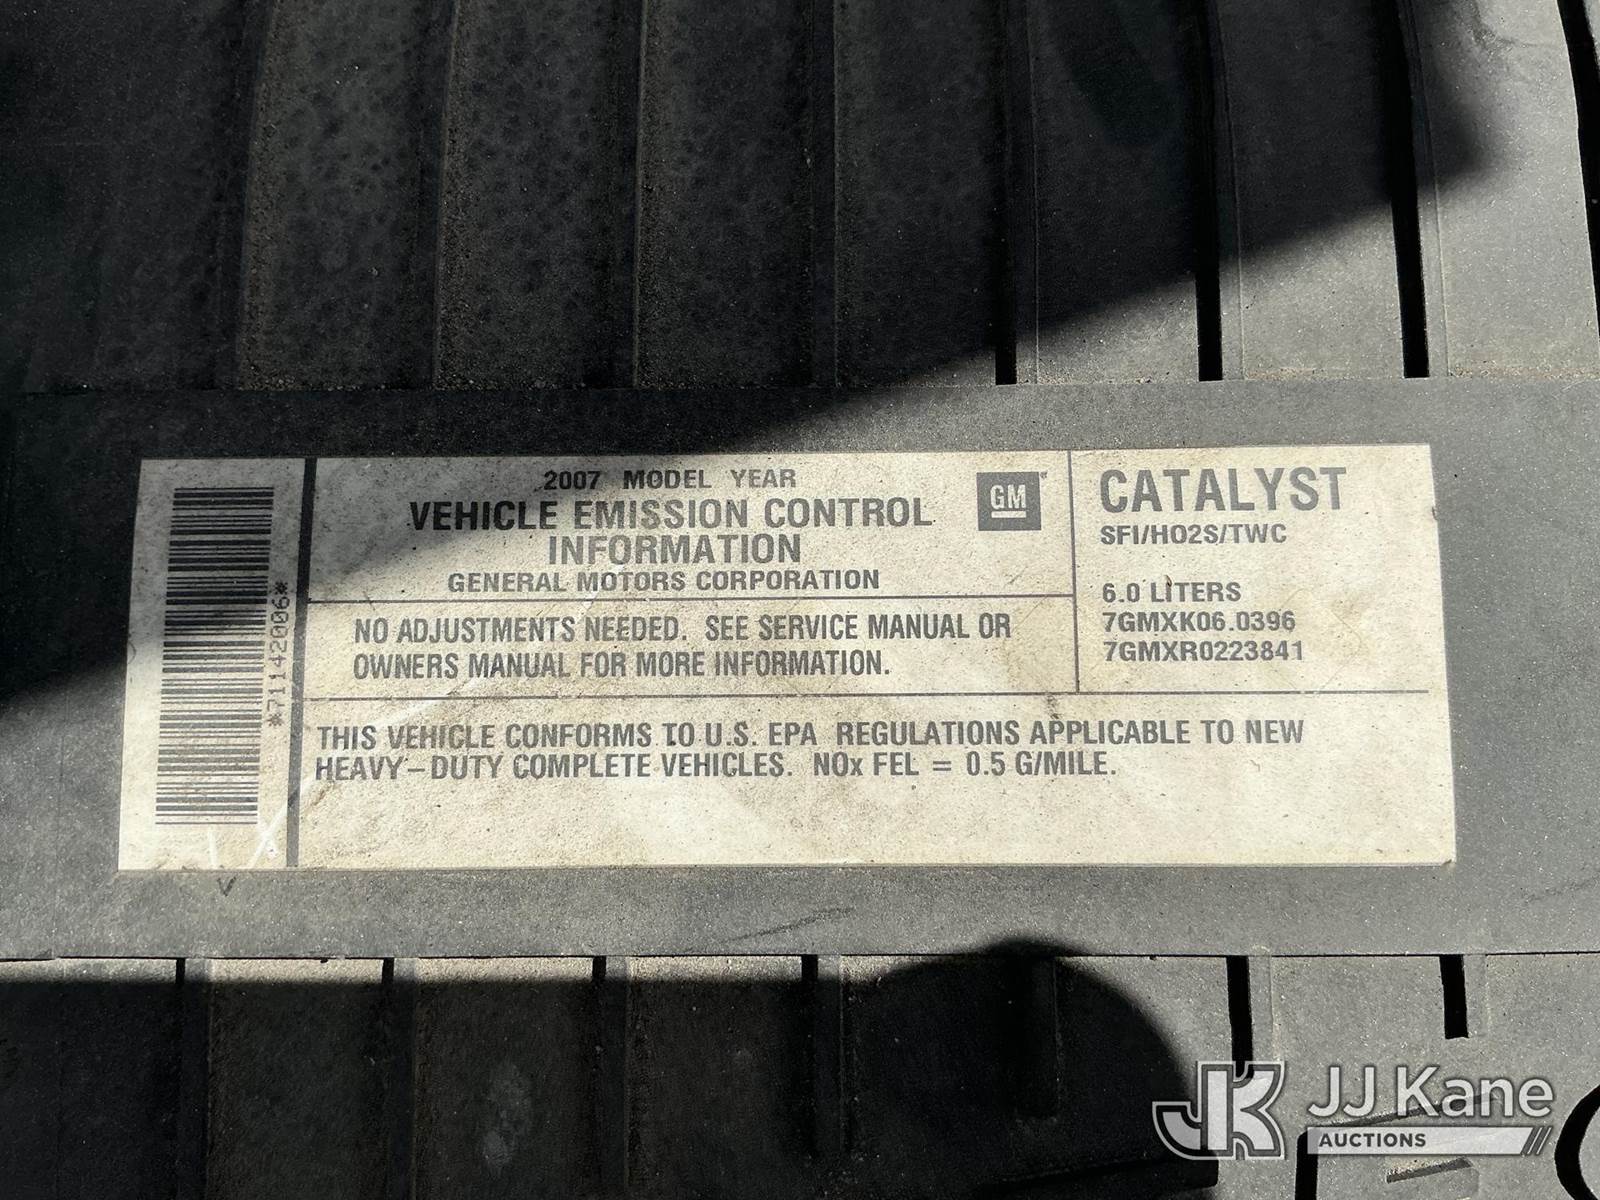 2007 MODEL YEAR
VEHICLE EMISSION CONTROL
INFORMATION
GENERAL MOTORS CORPORATION
GM
CATALYST
SFI/HO2S/TWC
6.0 LITERS
7GMXK06.0396
7GMXR0223841
NO ADJUSTMENTS NEEDED. SEE SERVICE MANUAL OR
OWNERS MANUAL FOR MORE INFORMATION.
THIS VEHICLE CONFORMS TO U.S. EPA REGULATIONS APPLICABLE TO NEW
HEAVY-DUTY COMPLETE VEHICLES. NOx FEL = 0.5 G/MILE.
*71142006*
JK JJ Kane
AUCTIONS